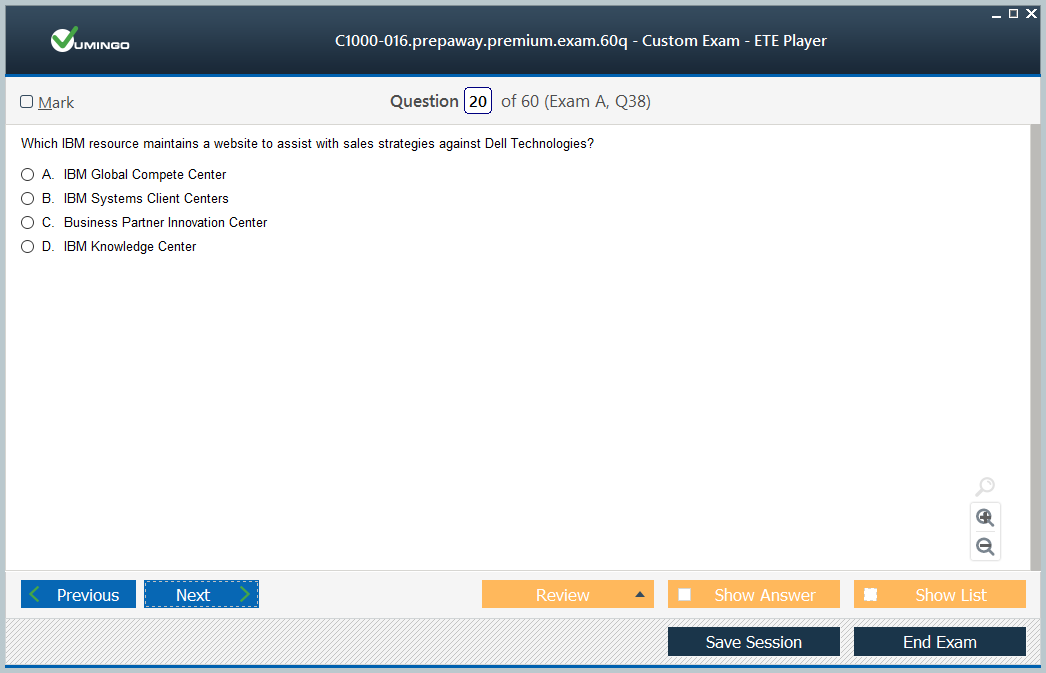 VUMINGO
C1000-016.prepaway.premium.exam.60q - Custom Exam - ETE Player
Mark
Question 20 of 60 (Exam A, Q38)
Which IBM resource maintains a website to assist with sales strategies against Dell Technologies?
A. IBM Global Compete Center
B. IBM Systems Client Centers
C. Business Partner Innovation Center
D. IBM Knowledge Center
Previous
Next
Review
Show Answer
Show List
Save Session
End Exam